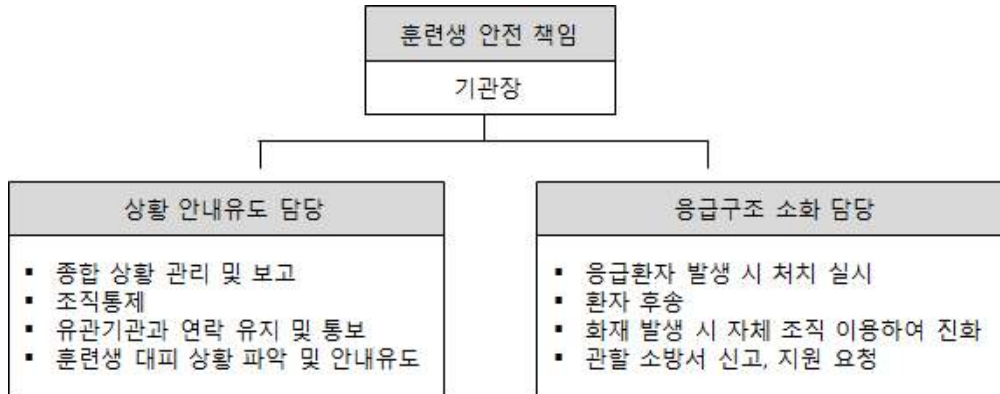 훈련생 안전 책임
기관장
상황 안내유도 담당
▪ 종합 상황 관리 및 보고
▪ 조직통제
▪ 유관기관과 연락 유지 및 통보
▪ 훈련생 대피 상황 파악 및 안내유도
응급구조 소화 담당
▪ 응급환자 발생 시 처치 실시
▪ 환자 후송
▪ 화재 발생 시 자체 조직 이용하여 진화
▪ 관할 소방서 신고, 지원 요청